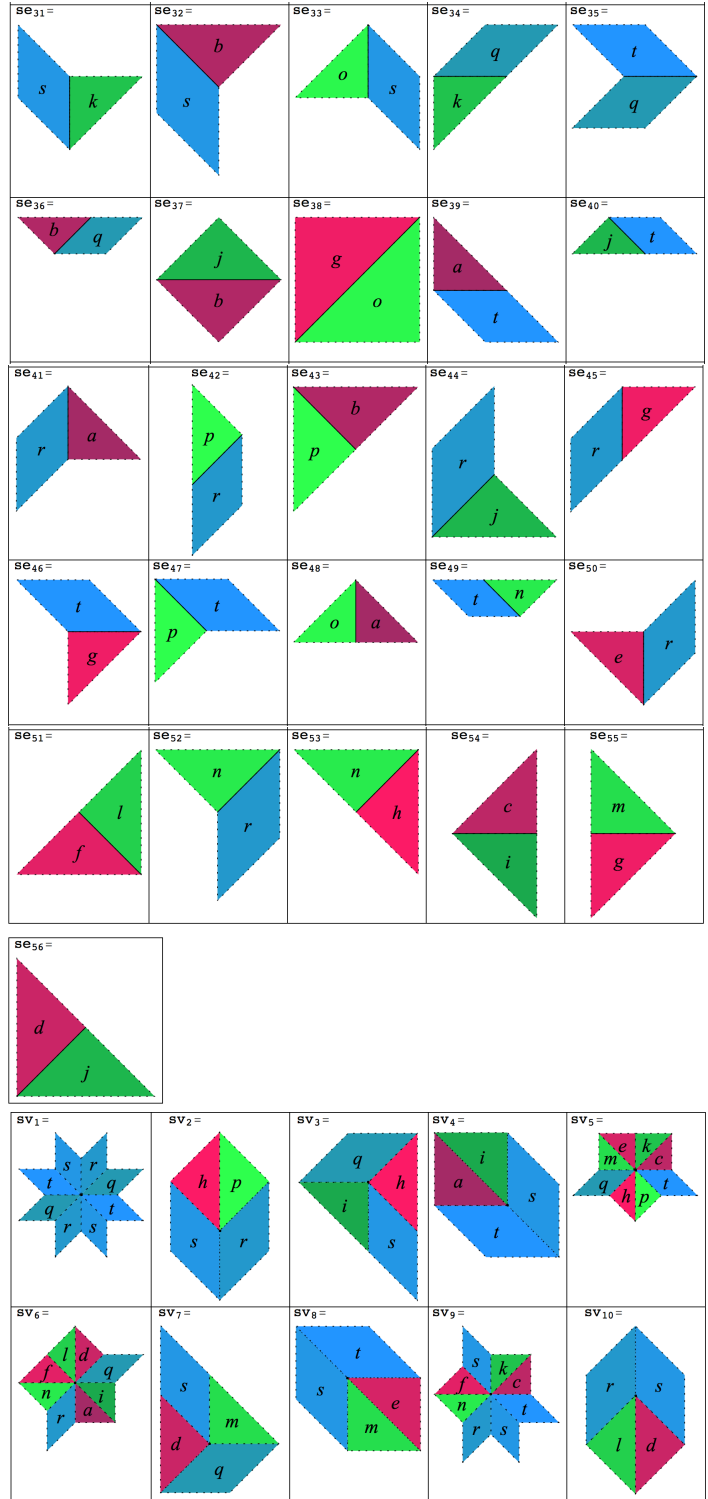 se31= se32= se33= se34= se35=
b
q
t
o
s
k
s
s
k
q
se36= se37= se38= se39= se40=
b q
j
g
a
j t
b
o
t
se41= se42= se43= se44= se45=
b
g
p
r
r a
p
r
r
j
se46= se47= se48= se49= se50=
t
t
t n
r
p
o a
e
g
se51= se52= se53= se54= se55=
n
n
c
m
l
h
r
f
i
g
se56=
d
j
sv1= sv2= sv3= sv4= sv5=
s r
t q
q t
r s
h p
s r
q
h
i
s
i
a
s
t
e k
m c
q t
h p
sv6= sv7= sv8= sv9= sv10=
l d
f q
n i
r a
s
m
d
q
t
s
e
m
s k
f c
n t
r s
r s
l d